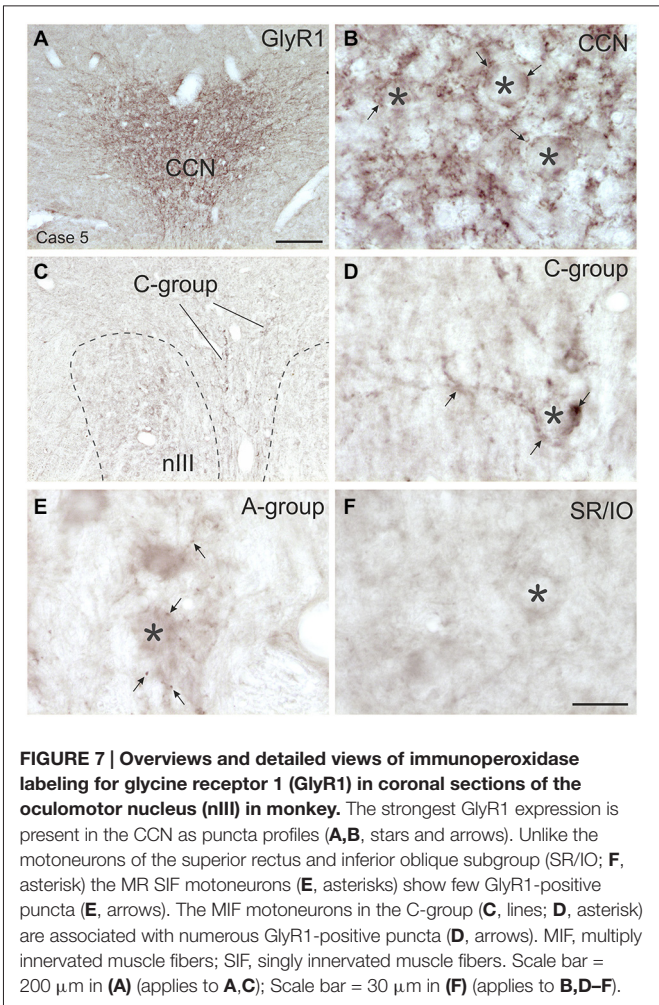 A GlyR1
CCN
Case 5
B CCN
*
*
*
C C-group
nIII
D C-group
*
E A-group
*
F SR/IO
*
FIGURE 7 | Overviews and detailed views of immunoperoxidase
labeling for glycine receptor 1 (GlyR1) in coronal sections of the
oculomotor nucleus (nIII) in monkey. The strongest GlyR1 expression is
present in the CCN as puncta profiles (A,B, stars and arrows). Unlike the
motoneurons of the superior rectus and inferior oblique subgroup (SR/IO; F,
asterisk) the MR SIF motoneurons (E, asterisks) show few GlyR1-positive
puncta (E, arrows). The MIF motoneurons in the C-group (C, lines; D, asterisk)
are associated with numerous GlyR1-positive puncta (D, arrows). MIF, multiply
innervated muscle fibers; SIF, singly innervated muscle fibers. Scale bar =
200 μm in (A) (applies to A,C); Scale bar = 30 μm in (F) (applies to B,D–F).